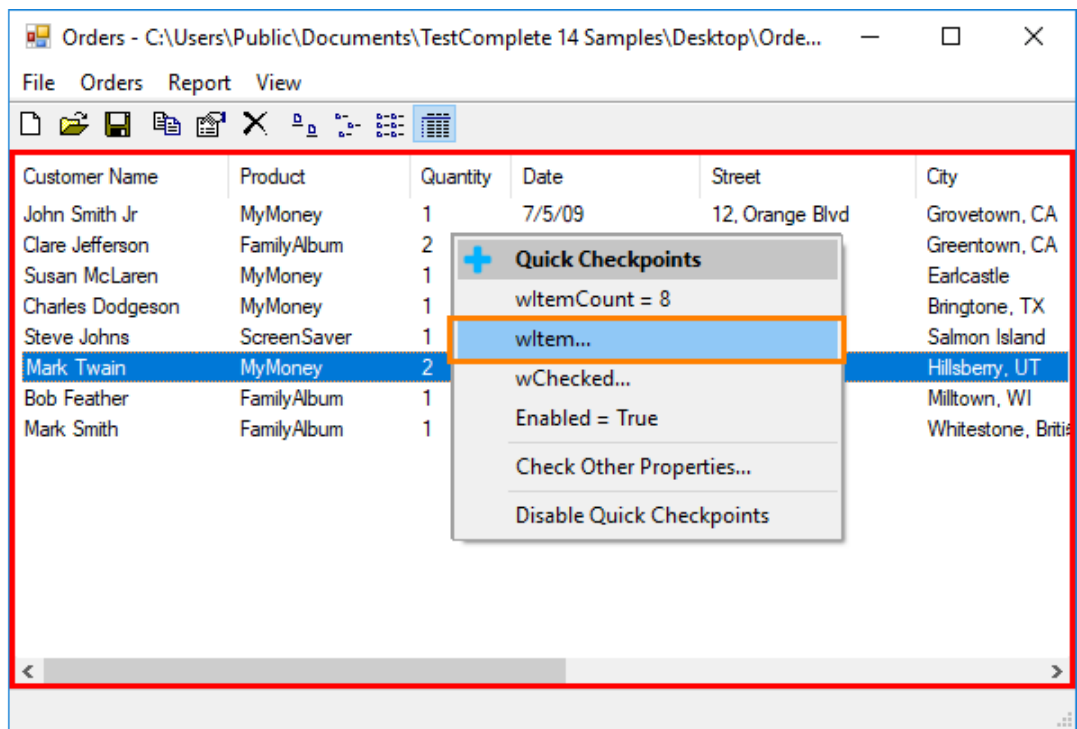 Orders - C:\Users\Public\Documents\TestComplete 14 Samples\Desktop\Orde...
File Orders Report View
Customer Name Product Quantity Date Street City
John Smith Jr MyMoney 1 7/5/09 12, Orange Blvd Grovetown, CA
Clare Jefferson FamilyAlbum 2 Greentown, CA
Susan McLaren MyMoney 1 Earlcastle
Charles Dodgeson MyMoney 1 Bringtone, TX
Steve Johns ScreenSaver 1 Salmon Island
Mark Twain MyMoney 2 Hillsberry, UT
Bob Feather FamilyAlbum 1 Milltown, WI
Mark Smith FamilyAlbum 1 Whitestone, Briti
Quick Checkpoints
wItemCount = 8
wItem...
wChecked...
Enabled = True
Check Other Properties...
Disable Quick Checkpoints